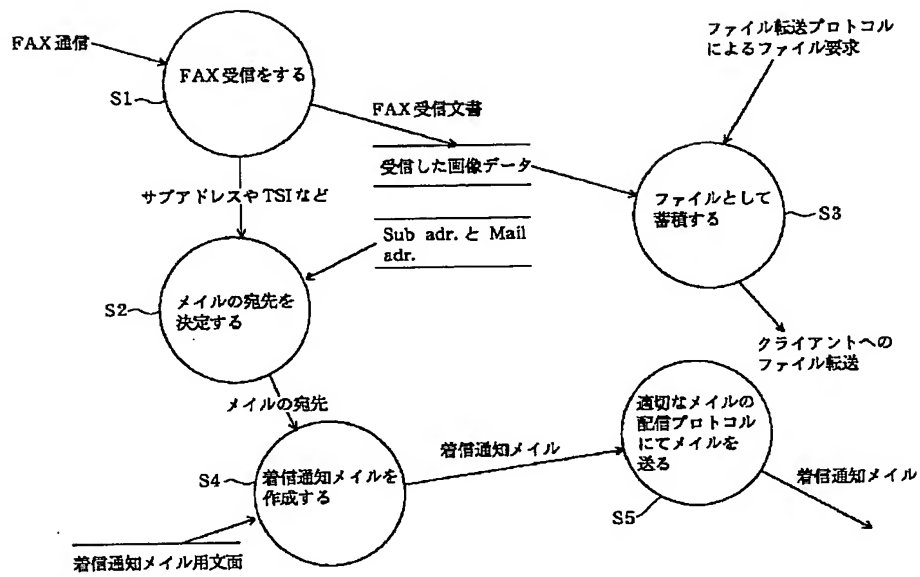 FAX通信
FAX受信をする
S1
FAX受信文書
ファイル転送プロトコル
によるファイル要求
受信した画像データ
サブアドレスやTSIなど
ファイルとして
蓄積する
S3
Sub adr. と Mail
adr.
S2
メイルの宛先を
決定する
クライアントへの
ファイル転送
メイルの宛先
適切なメイルの
配信プロトコル
にてメイルを
送る
着信通知メイル
着信通知メイル
S4
着信通知メイルを
作成する
S5
着信通知メイル用文面